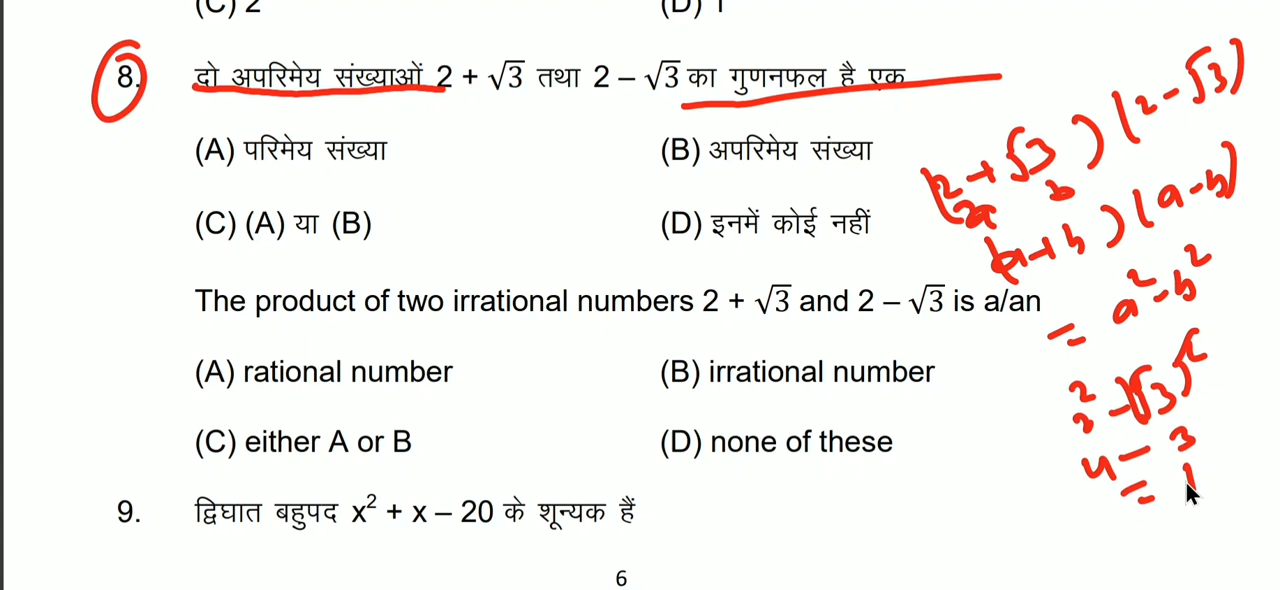 (C) 2 (D) 1
8. दो अपरिमेय संख्याओं 2 + √3 तथा 2 – √3 का गुणनफल है एक
(A) परिमेय संख्या (B) अपरिमेय संख्या
(C) (A) या (B) (D) इनमें कोई नहीं
The product of two irrational numbers 2 + √3 and 2 – √3 is a/an
(A) rational number (B) irrational number
(C) either A or B (D) none of these
9. द्विघात बहुपद x² + x – 20 के शून्यक हैं
6
(2+√3)(2-√3)
a b
(a+b)(a-b)
= a²-b²
2²-(√3)²
4-3
= 1